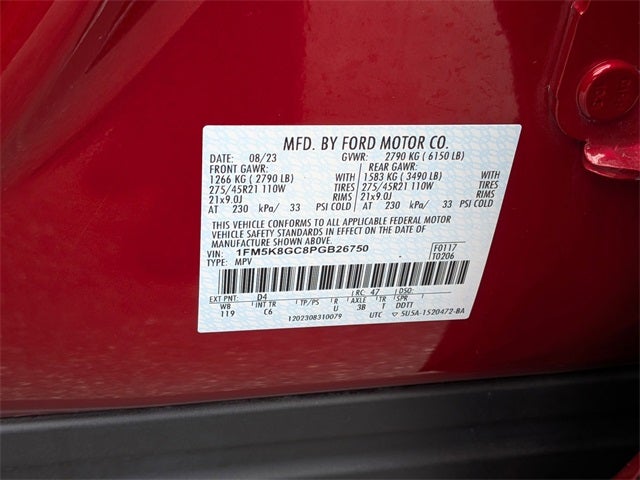 MFD. BY FORD MOTOR CO.
DATE: 08/23 GVWR: 2790 KG ( 6150 LB)
FRONT GAWR: REAR GAWR:
1266 KG ( 2790 LB) WITH 1583 KG ( 3490 LB)
275/45R21 110W TIRES 275/45R21 110W
21x9.0J RIMS 21x9.0J RIMS
AT 230 kPa/ 33 PSI COLD AT 230 kPa/ 33 PSI COLD
THIS VEHICLE CONFORMS TO ALL APPLICABLE FEDERAL MOTOR
VEHICLE SAFETY STANDARDS IN EFFECT ON THE DATE OF
MANUFACTURE SHOWN ABOVE.
VIN: 1FM5K8GC8PGB26750 F0117
TYPE: MPV T0206
EXT PNT: D4 RC: 47 DSO:
WB INT TR TP/PS R AXLE TR SPR
119 C6 U 3B T DDTT
1202308310079 UTC 5U5A-1520472-BA